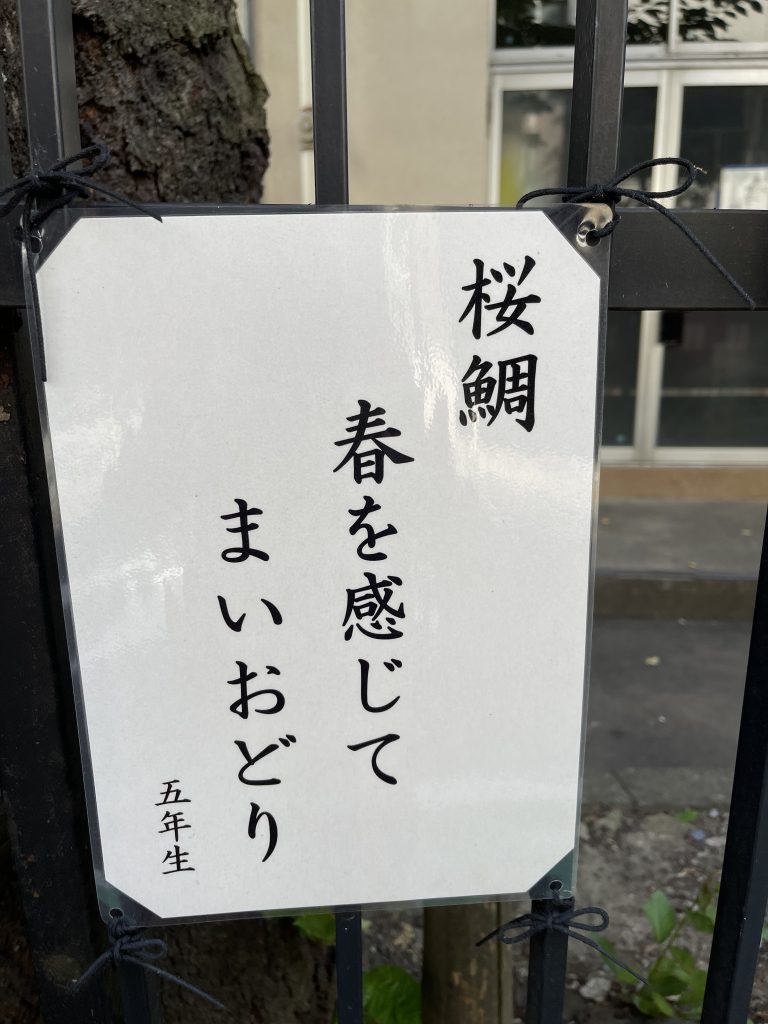 桜鯛
春を感じて
まいおどり
五年生